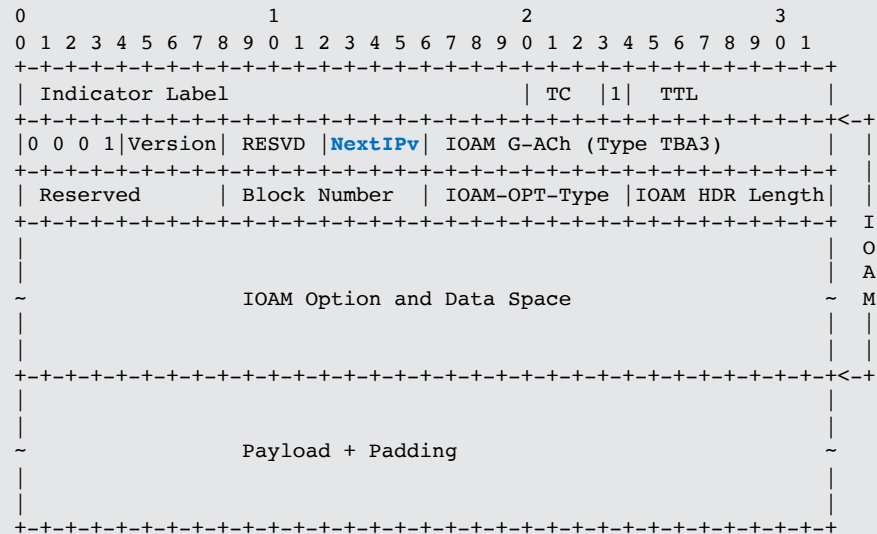 0                   1                   2                   3
0 1 2 3 4 5 6 7 8 9 0 1 2 3 4 5 6 7 8 9 0 1 2 3 4 5 6 7 8 9 0 1
+-+-+-+-+-+-+-+-+-+-+-+-+-+-+-+-+-+-+-+-+-+-+-+-+-+-+-+-+-+-+-+-+
| Indicator Label                       | TC  |1|  TTL          |
+-+-+-+-+-+-+-+-+-+-+-+-+-+-+-+-+-+-+-+-+-+-+-+-+-+-+-+-+-+-+-+-+<-+
|0 0 0 1|Version| RESVD |NextIPv| IOAM G-ACh (Type TBA3)        |  |
+-+-+-+-+-+-+-+-+-+-+-+-+-+-+-+-+-+-+-+-+-+-+-+-+-+-+-+-+-+-+-+-+  |
| Reserved      | Block Number  | IOAM-OPT-Type |IOAM HDR Length|  |
+-+-+-+-+-+-+-+-+-+-+-+-+-+-+-+-+-+-+-+-+-+-+-+-+-+-+-+-+-+-+-+-+  I
|                                                               |  O
|                                                               |  A
~                 IOAM Option and Data Space                    ~  M
|                                                               |  |
|                                                               |  |
+-+-+-+-+-+-+-+-+-+-+-+-+-+-+-+-+-+-+-+-+-+-+-+-+-+-+-+-+-+-+-+-+<-+
|                                                               |
|                                                               |
~                 Payload + Padding                             ~
|                                                               |
|                                                               |
+-+-+-+-+-+-+-+-+-+-+-+-+-+-+-+-+-+-+-+-+-+-+-+-+-+-+-+-+-+-+-+-+